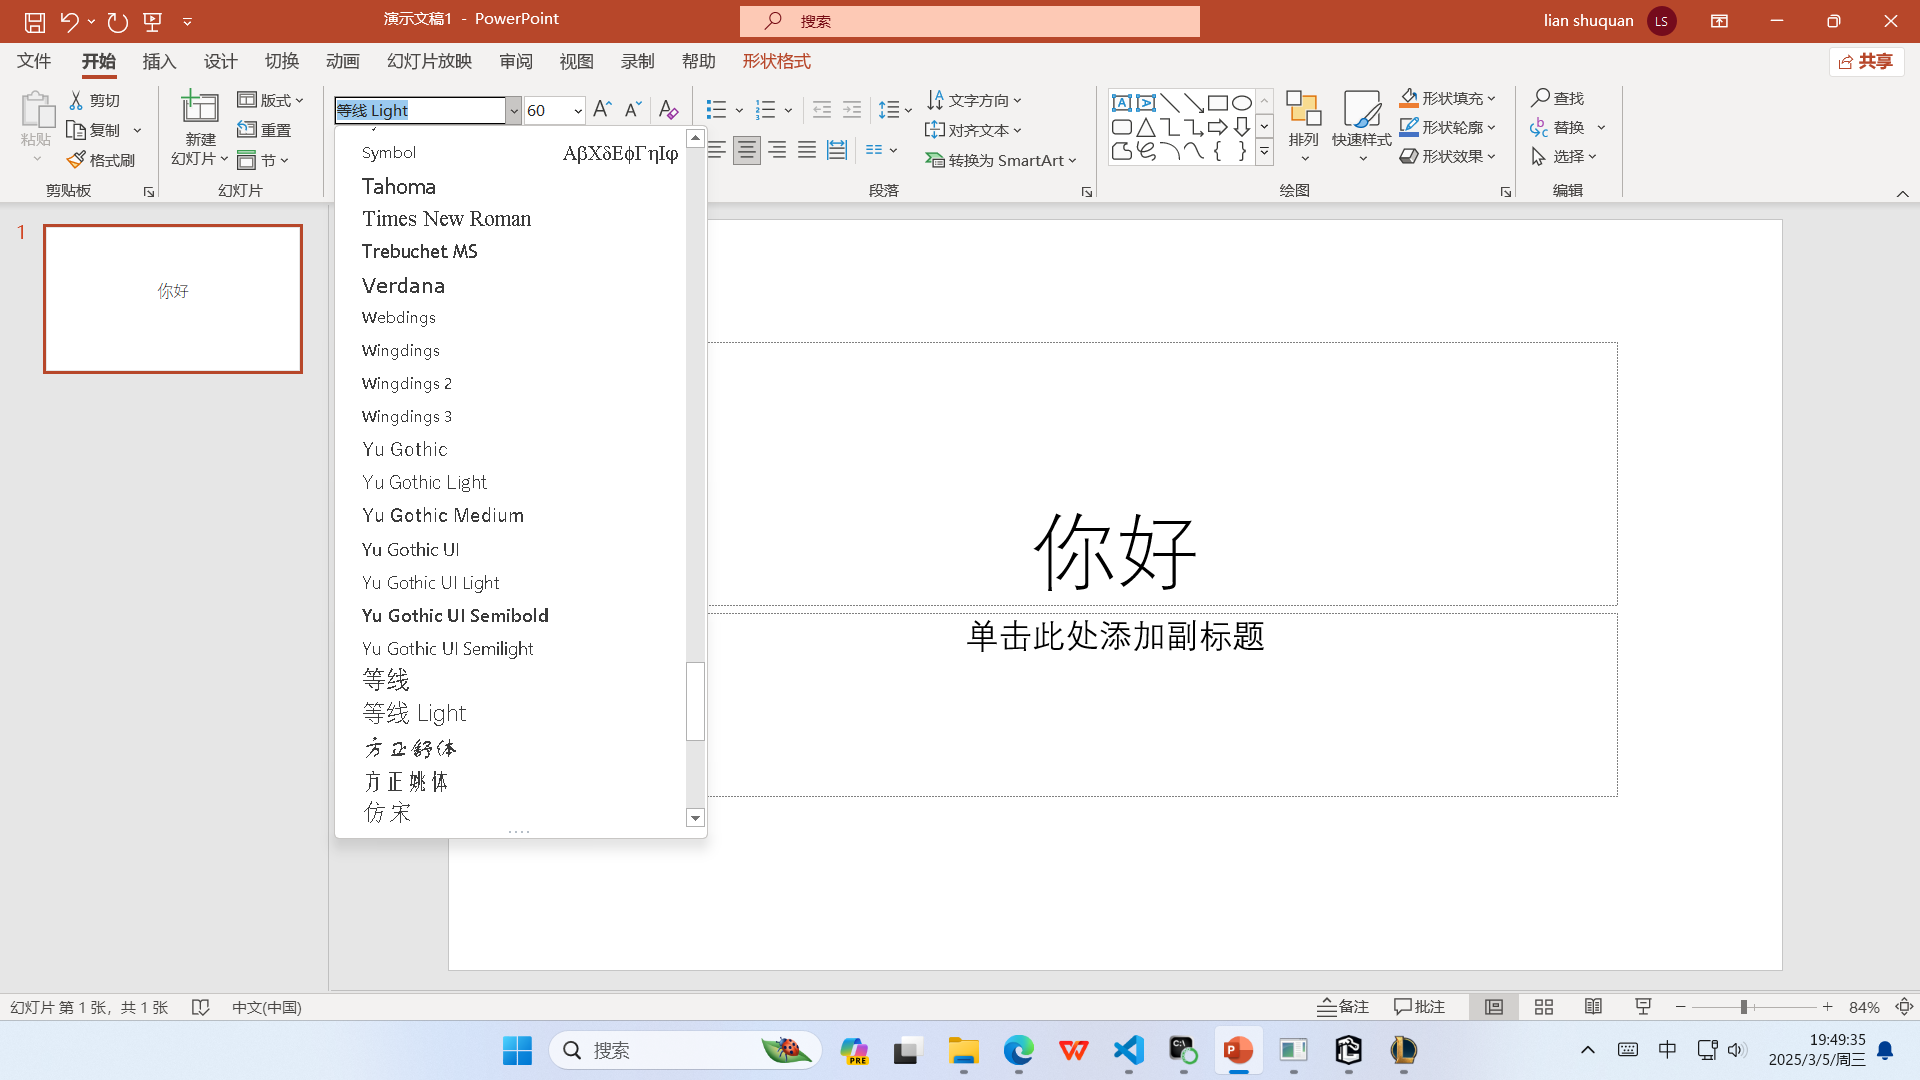 演示文稿1 - PowerPoint
搜索
lian shuquan
LS
文件
开始
插入
设计
切换
动画
幻灯片放映
审阅
视图
录制
帮助
形状格式
共享
粘贴
剪切
复制
格式刷
剪贴板
新建
幻灯片
版式
重置
节
幻灯片
等线 Light
60
文字方向
对齐文本
转换为 SmartArt
段落
排列
快速样式
形状填充
形状轮廓
形状效果
绘图
查找
替换
选择
编辑
Symbol ΑβΧδΕϕΓηΙφ
Tahoma
Times New Roman
Trebuchet MS
Verdana
Webdings
Wingdings
Wingdings 2
Wingdings 3
Yu Gothic
Yu Gothic Light
Yu Gothic Medium
Yu Gothic UI
Yu Gothic UI Light
Yu Gothic UI Semibold
Yu Gothic UI Semilight
等线
等线 Light
方正舒体
方正姚体
仿宋
1
你好
你好
单击此处添加副标题
幻灯片 第 1 张，共 1 张
中文(中国)
备注
批注
84%
搜索
PRE
中
19:49:35
2025/3/5/周三